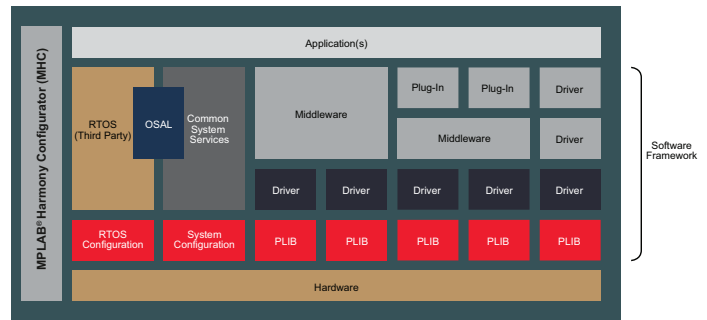 MPLAB® Harmony Configurator (MHC)
Application(s)
RTOS
(Third Party)
OSAL
Common
System
Services
Middleware
Plug-In
Plug-In
Driver
Middleware
Driver
Driver
Driver
Driver
Driver
Driver
RTOS
Configuration
System
Configuration
PLIB
PLIB
PLIB
PLIB
PLIB
Hardware
Software
Framework